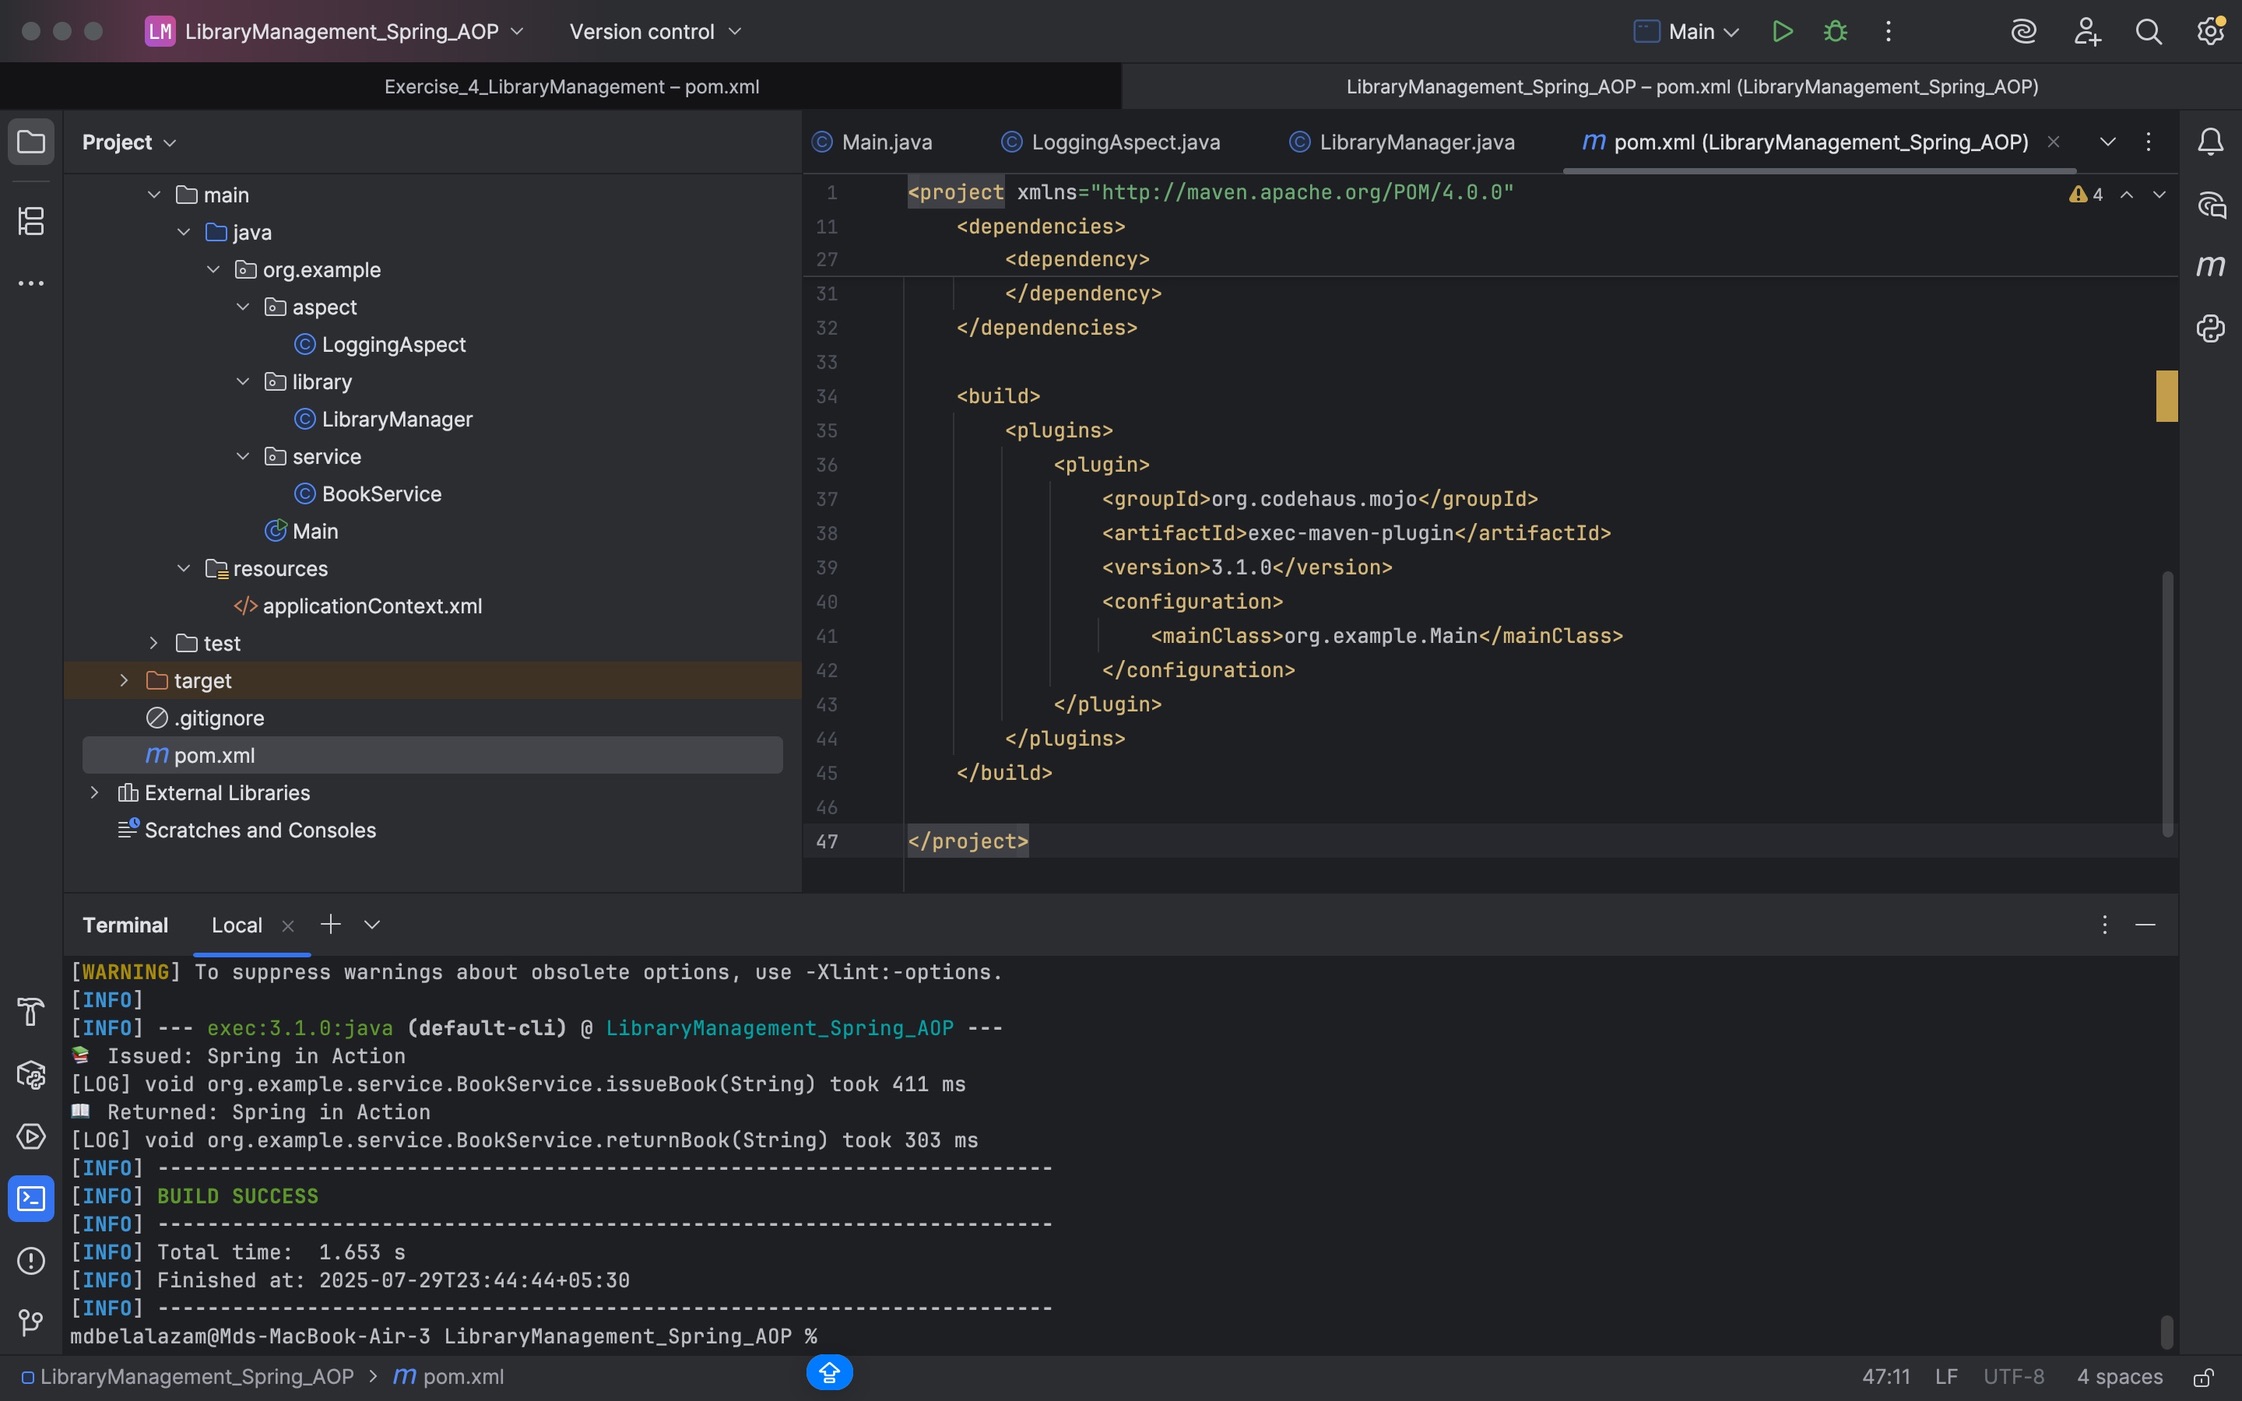 LM LibraryManagement_Spring_AOP Version control Main
Exercise_4_LibraryManagement – pom.xml LibraryManagement_Spring_AOP – pom.xml (LibraryManagement_Spring_AOP)
Project
main
java
org.example
aspect
LoggingAspect
library
LibraryManager
service
BookService
Main
resources
</> applicationContext.xml
test
target
.gitignore
m pom.xml
External Libraries
Scratches and Consoles
Main.java LoggingAspect.java LibraryManager.java m pom.xml (LibraryManagement_Spring_AOP)
1 <project xmlns="http://maven.apache.org/POM/4.0.0" 4
11 <dependencies>
27 <dependency>
31 </dependency>
32 </dependencies>
33
34 <build>
35 <plugins>
36 <plugin>
37 <groupId>org.codehaus.mojo</groupId>
38 <artifactId>exec-maven-plugin</artifactId>
39 <version>3.1.0</version>
40 <configuration>
41 <mainClass>org.example.Main</mainClass>
42 </configuration>
43 </plugin>
44 </plugins>
45 </build>
46
47 </project>
m
Terminal Local
[WARNING] To suppress warnings about obsolete options, use -Xlint:-options.
[INFO]
[INFO] --- exec:3.1.0:java (default-cli) @ LibraryManagement_Spring_AOP ---
📚 Issued: Spring in Action
[LOG] void org.example.service.BookService.issueBook(String) took 411 ms
📖 Returned: Spring in Action
[LOG] void org.example.service.BookService.returnBook(String) took 303 ms
[INFO] ------------------------------------------------------------------------
[INFO] BUILD SUCCESS
[INFO] ------------------------------------------------------------------------
[INFO] Total time:  1.653 s
[INFO] Finished at: 2025-07-29T23:44:44+05:30
[INFO] ------------------------------------------------------------------------
mdbelalazam@Mds-MacBook-Air-3 LibraryManagement_Spring_AOP %
LibraryManagement_Spring_AOP > m pom.xml 47:11 LF UTF-8 4 spaces